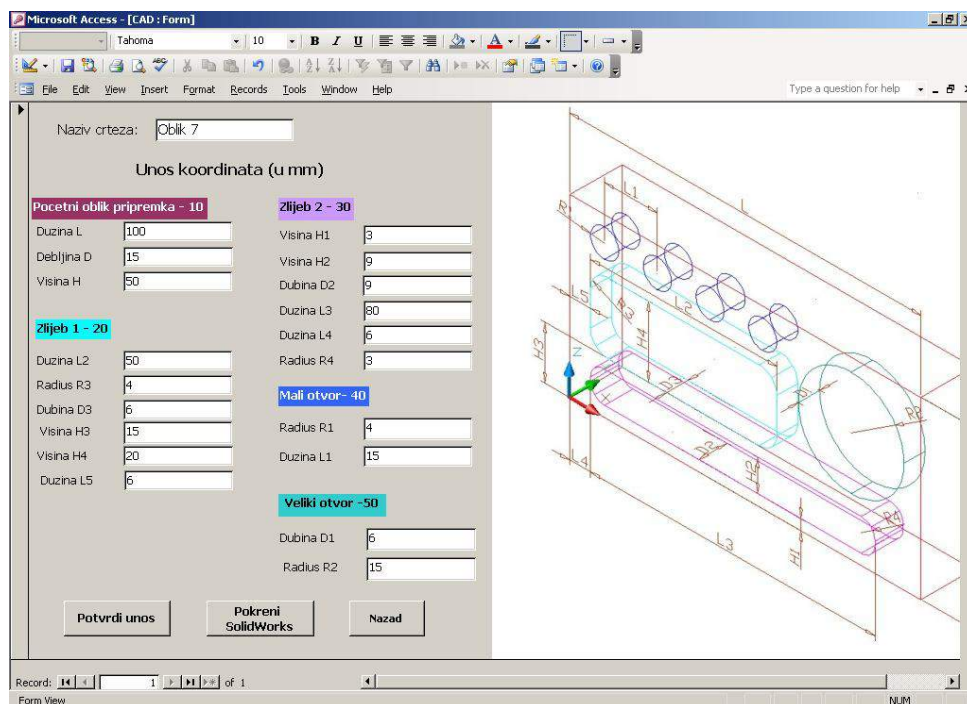 Microsoft Access - [CAD : Form]
Tahoma 10 B I U A
File Edit View Insert Format Records Tools Window Help Type a question for help
Naziv crteza: Oblik 7
Unos koordinata (u mm)
Pocetni oblik pripremka - 10
Duzina L 100
Debljina D 15
Visina H 50
Zlijeb 1 - 20
Duzina L2 50
Radius R3 4
Dubina D3 6
Visina H3 15
Visina H4 20
Duzina L5 6
Zlijeb 2 - 30
Visina H1 3
Visina H2 9
Dubina D2 9
Duzina L3 80
Duzina L4 6
Radius R4 3
Mali otvor- 40
Radius R1 4
Duzina L1 15
Veliki otvor -50
Dubina D1 6
Radius R2 15
Potvrdi unos
Pokreni
SolidWorks
Nazad
L
L1
L5
R3
L2
H4
H3
Z
X
D3
D1
R2
D2
H2
L4
R4
L3
H1
Record: 1 of 1
Form View NUM